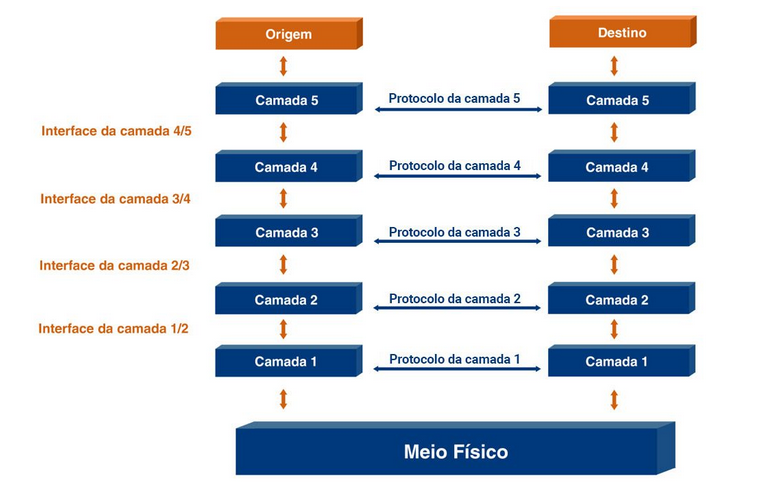 Origem
Destino
Camada 5
Protocolo da camada 5
Camada 5
Interface da camada 4/5
Camada 4
Protocolo da camada 4
Camada 4
Interface da camada 3/4
Camada 3
Protocolo da camada 3
Camada 3
Interface da camada 2/3
Camada 2
Protocolo da camada 2
Camada 2
Interface da camada 1/2
Camada 1
Protocolo da camada 1
Camada 1
Meio Físico